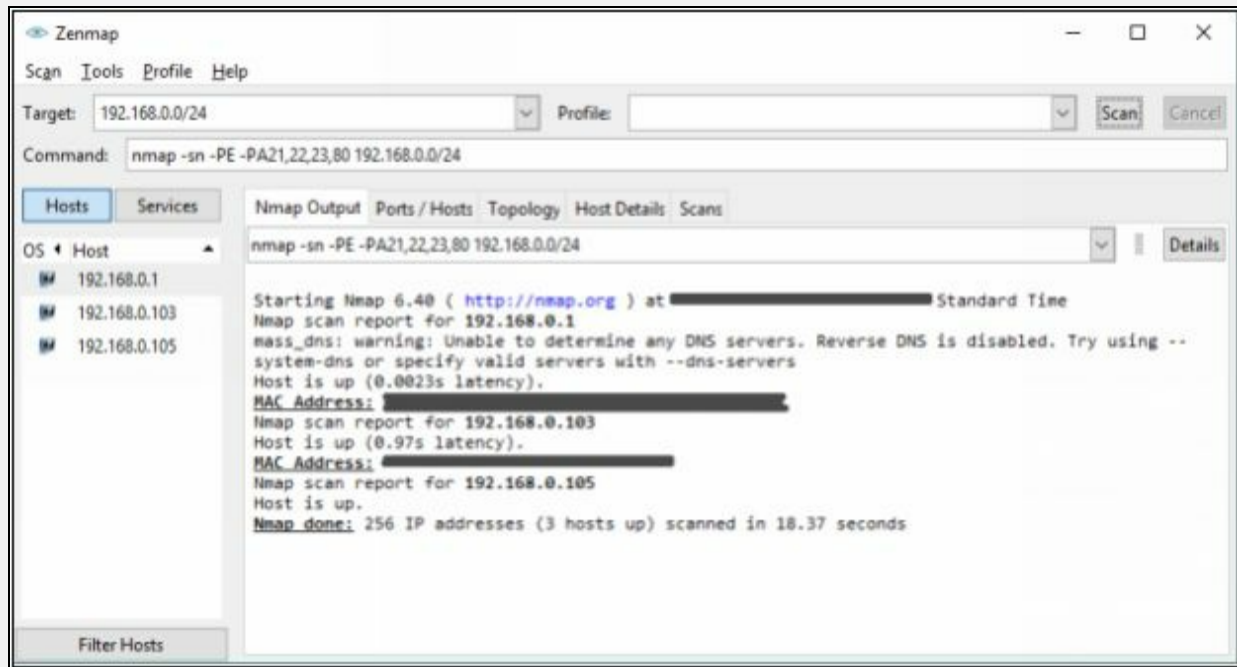 Zenmap
Scan Tools Profile Help
Target: 192.168.0.0/24 Profile: Scan Cancel
Command: nmap -sn -PE -PA21,22,23,80 192.168.0.0/24
Hosts Services Nmap Output Ports / Hosts Topology Host Details Scans
OS Host nmap -sn -PE -PA21,22,23,80 192.168.0.0/24 Details
192.168.0.1
192.168.0.103
192.168.0.105
Starting Nmap 6.40 ( http://nmap.org ) at Standard Time
Nmap scan report for 192.168.0.1
mass_dns: warning: Unable to determine any DNS servers. Reverse DNS is disabled. Try using --
system-dns or specify valid servers with --dns-servers
Host is up (0.0023s latency).
MAC Address:
Nmap scan report for 192.168.0.103
Host is up (0.97s latency).
MAC Address:
Nmap scan report for 192.168.0.105
Host is up.
Nmap done: 256 IP addresses (3 hosts up) scanned in 18.37 seconds
Filter Hosts